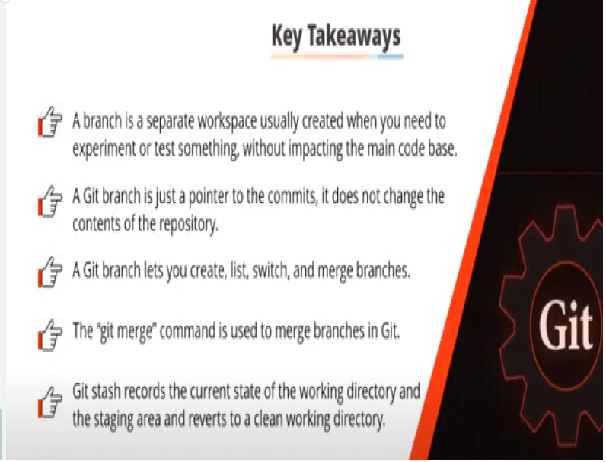 Key Takeaways
A branch is a separate workspace usually created when you need to
experiment or test something, without impacting the main code base.
A Git branch is just a pointer to the commits, it does not change the
contents of the repository.
A Git branch lets you create, list, switch, and merge branches.
The "git merge" command is used to merge branches in Git.
Git stash records the current state of the working directory and
the staging area and reverts to a clean working directory.
Git